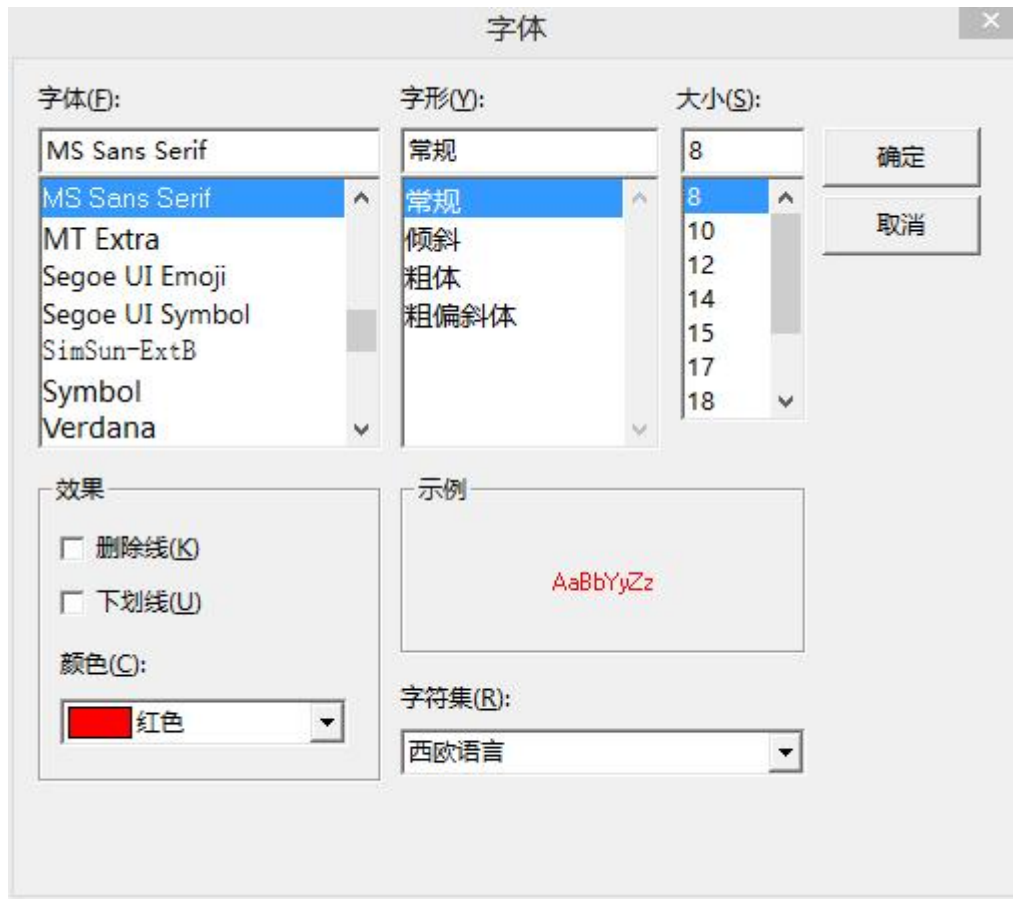 字体
字体(F):
MS Sans Serif
MS Sans Serif
MT Extra
Segoe UI Emoji
Segoe UI Symbol
SimSun-ExtB
Symbol
Verdana
字形(Y):
常规
常规
倾斜
粗体
粗偏斜体
大小(S):
8
8
10
12
14
15
17
18
确定
取消
效果
删除线(K)
下划线(U)
颜色(C):
红色
示例
AaBbYyZz
字符集(R):
西欧语言